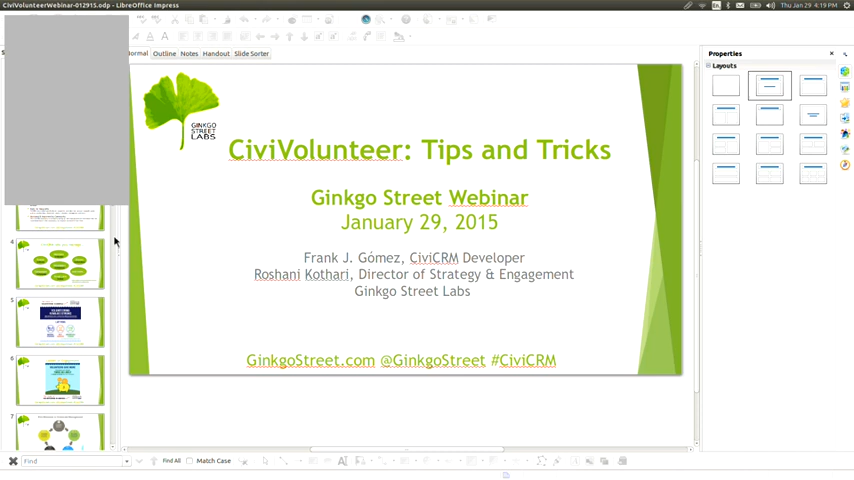 CiviVolunteerWebinar-012915.odp - LibreOffice Impress
En
Thu Jan 29 4:19 PM
Normal Outline Notes Handout Slide Sorter
Properties
Layouts
GINKGO
STREET
LABS
CiviVolunteer: Tips and Tricks
Ginkgo Street Webinar
January 29, 2015
Frank J. Gómez, CiviCRM Developer
Roshani Kothari, Director of Strategy & Engagement
Ginkgo Street Labs
GinkgoStreet.com @GinkgoStreet #CiviCRM
4
5
6
7
Find
Find All
Match Case